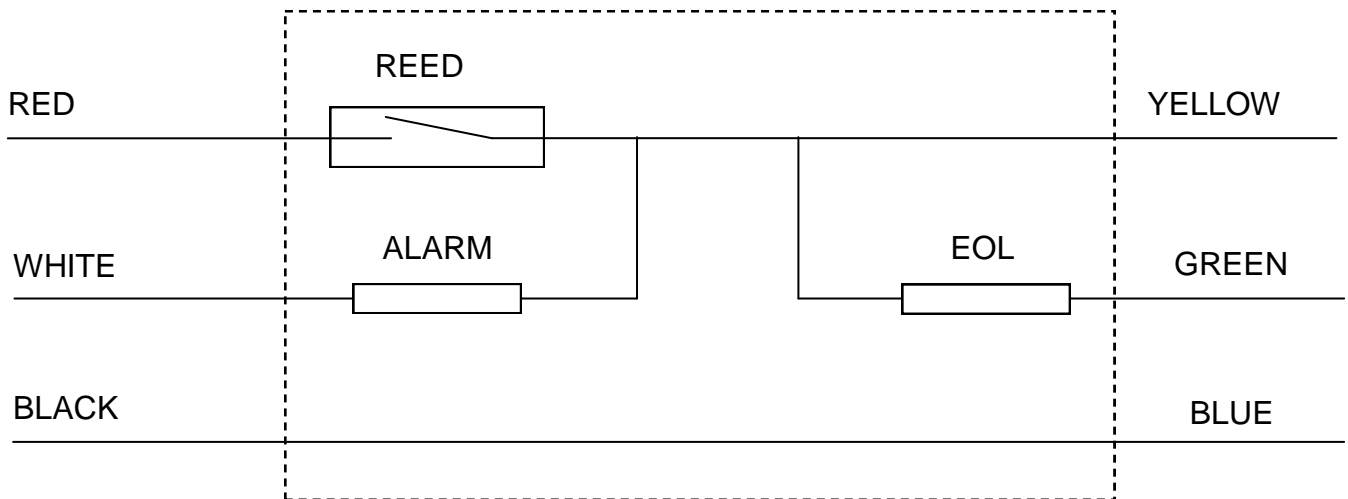 REED
RED
YELLOW
ALARM
EOL
WHITE
GREEN
BLACK
BLUE